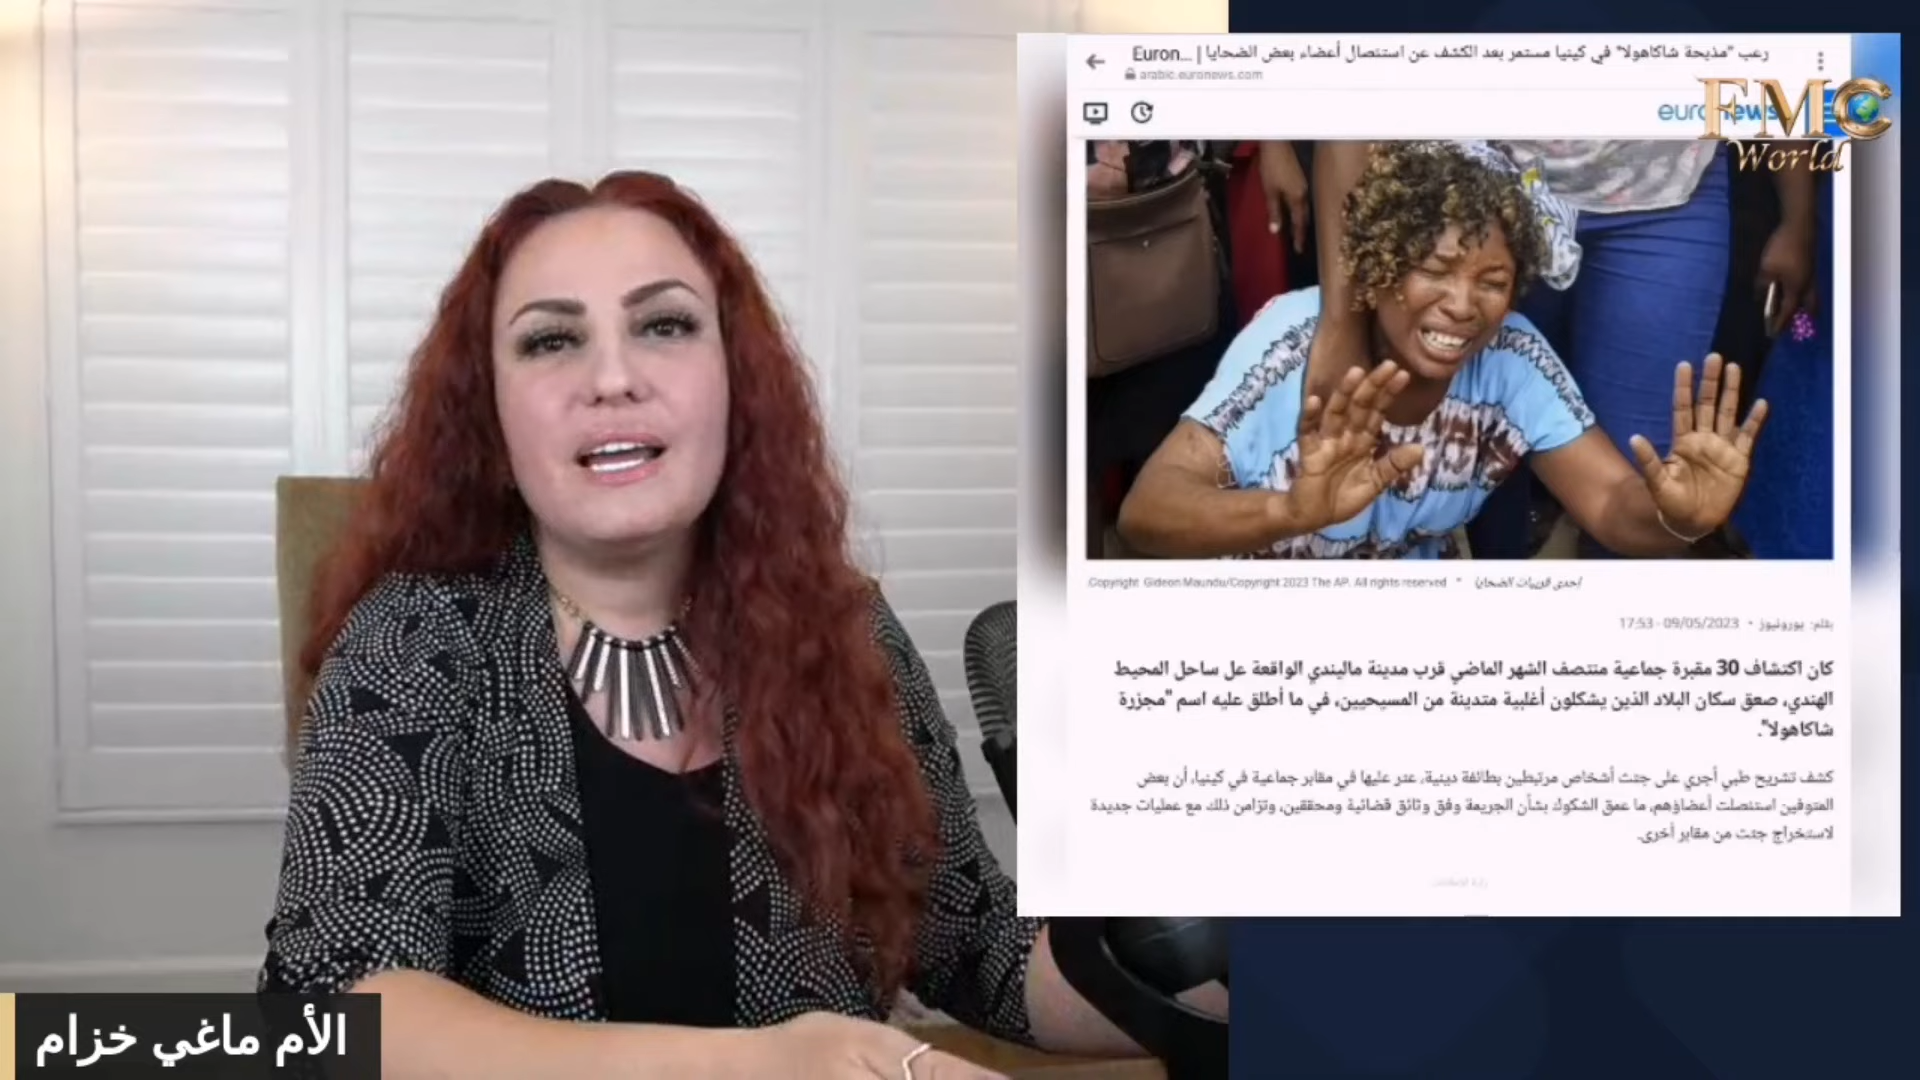 رعب "مذبحة شاكاهولا" في كينيا مستمر بعد الكشف عن استئصال أعضاء بعض الضحايا | Euron...
arabic.euronews.com
euronews
FMC
World
Copyright Gideon Maundu/Copyright 2023 The AP. All rights reserved. • إحدى قريبات الضحايا
بقلم: يورونيوز • 09/05/2023 - 17:53
كان اكتشاف 30 مقبرة جماعية منتصف الشهر الماضي قرب مدينة ماليندي الواقعة عل ساحل المحيط
الهندي، صعق سكان البلاد الذين يشكلون أغلبية متدينة من المسيحيين، في ما أطلق عليه اسم "مجزرة
شاكاهولا".
كشف تشريح طبي أجري على جثث أشخاص مرتبطين بطائفة دينية، عثر عليها في مقابر جماعية في كينيا، أن بعض
المتوفين استئصلت أعضاؤهم، ما عمق الشكوك بشأن الجريمة وفق وثائق قضائية ومحققين، وتزامن ذلك مع عمليات جديدة
لاستخراج جثث من مقابر أخرى.
الأم ماغي خزام